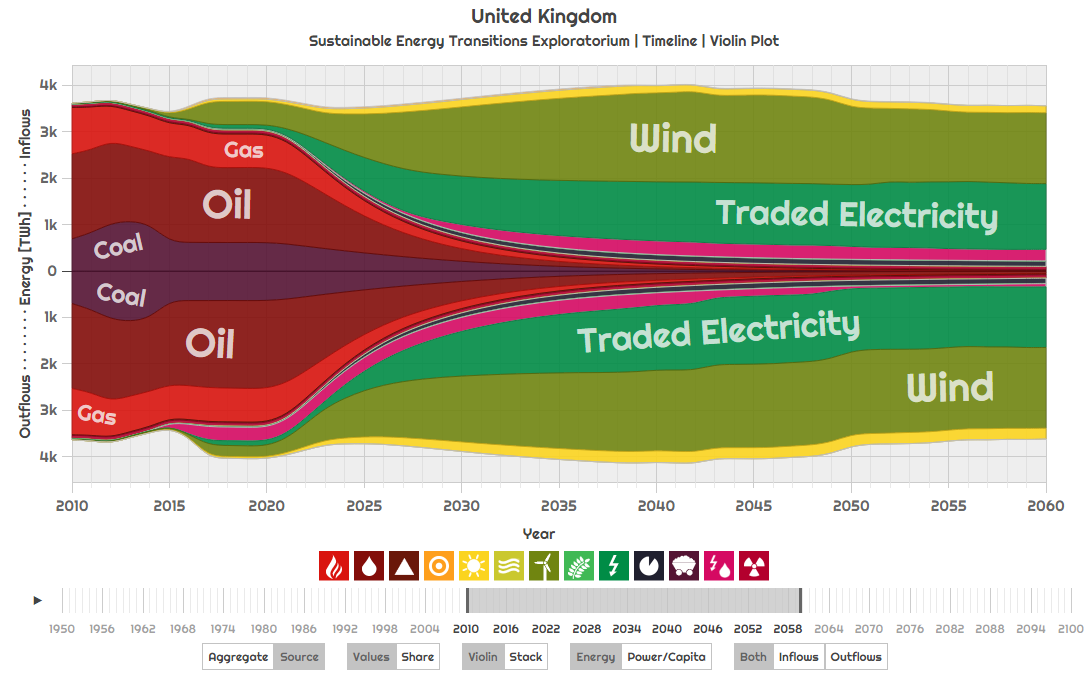 United Kingdom
Sustainable Energy Transitions Exploratorium | Timeline | Violin Plot
Outflows · · · · · · · Energy [TWh] · · · · · · · Inflows
4k
3k
2k
1k
0
1k
2k
3k
4k
Wind
Gas
Oil
Traded Electricity
Coal
Coal
Oil
Traded Electricity
Wind
Gas
2010 2015 2020 2025 2030 2035 2040 2045 2050 2055 2060
Year
1950 1956 1962 1968 1974 1980 1986 1992 1998 2004 2010 2016 2022 2028 2034 2040 2046 2052 2058 2064 2070 2076 2082 2088 2094 2100
Aggregate Source Values Share Violin Stack Energy Power/Capita Both Inflows Outflows